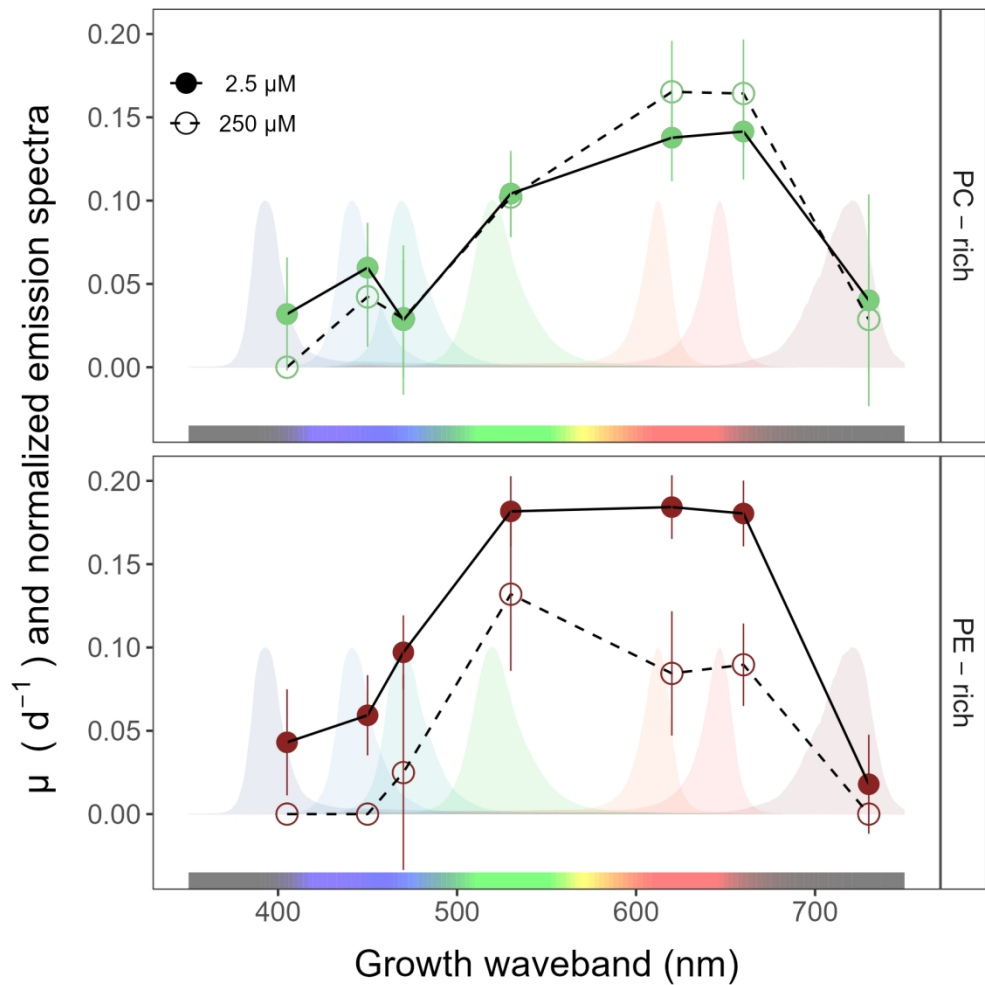 µ ( d⁻¹ ) and normalized emission spectra
0.20
0.15
0.10
0.05
0.00
2.5 µM
250 µM
PC – rich
0.20
0.15
0.10
0.05
0.00
PE – rich
400 500 600 700
Growth waveband (nm)